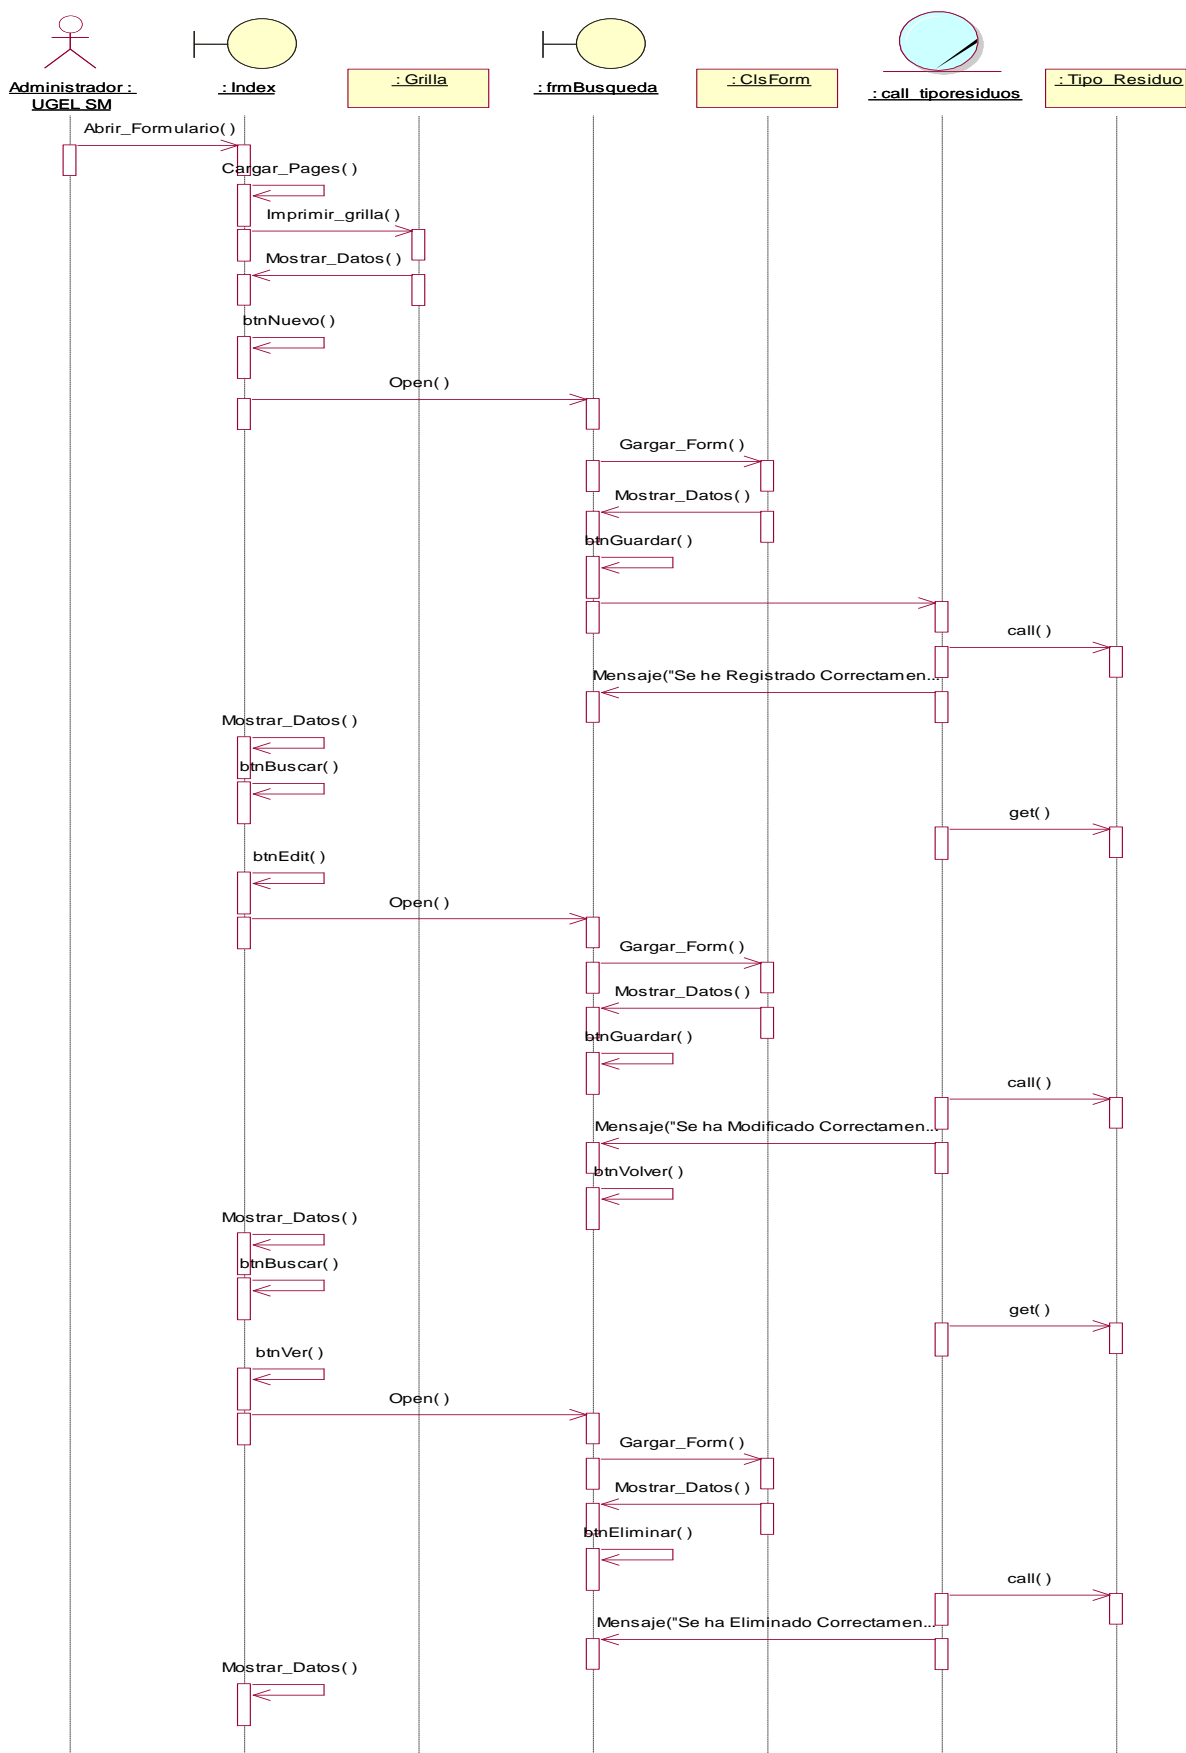 Administrador :
UGEL SM
: Index
: Grilla
: frmBusqueda
: ClsForm
: call_tiporesiduos
: Tipo_Residuo
Abrir_Formulario( )
Cargar_Pages( )
Imprimir_grilla( )
Mostrar_Datos( )
btnNuevo( )
Open( )
Gargar_Form( )
Mostrar_Datos( )
btnGuardar( )
call( )
Mensaje("Se he Registrado Correctamen...
Mostrar_Datos( )
btnBuscar( )
get( )
btnEdit( )
Open( )
Gargar_Form( )
Mostrar_Datos( )
btnGuardar( )
call( )
Mensaje("Se ha Modificado Correctamen...
btnVolver( )
Mostrar_Datos( )
btnBuscar( )
get( )
btnVer( )
Open( )
Gargar_Form( )
Mostrar_Datos( )
btnEliminar( )
call( )
Mensaje("Se ha Eliminado Correctamen...
Mostrar_Datos( )